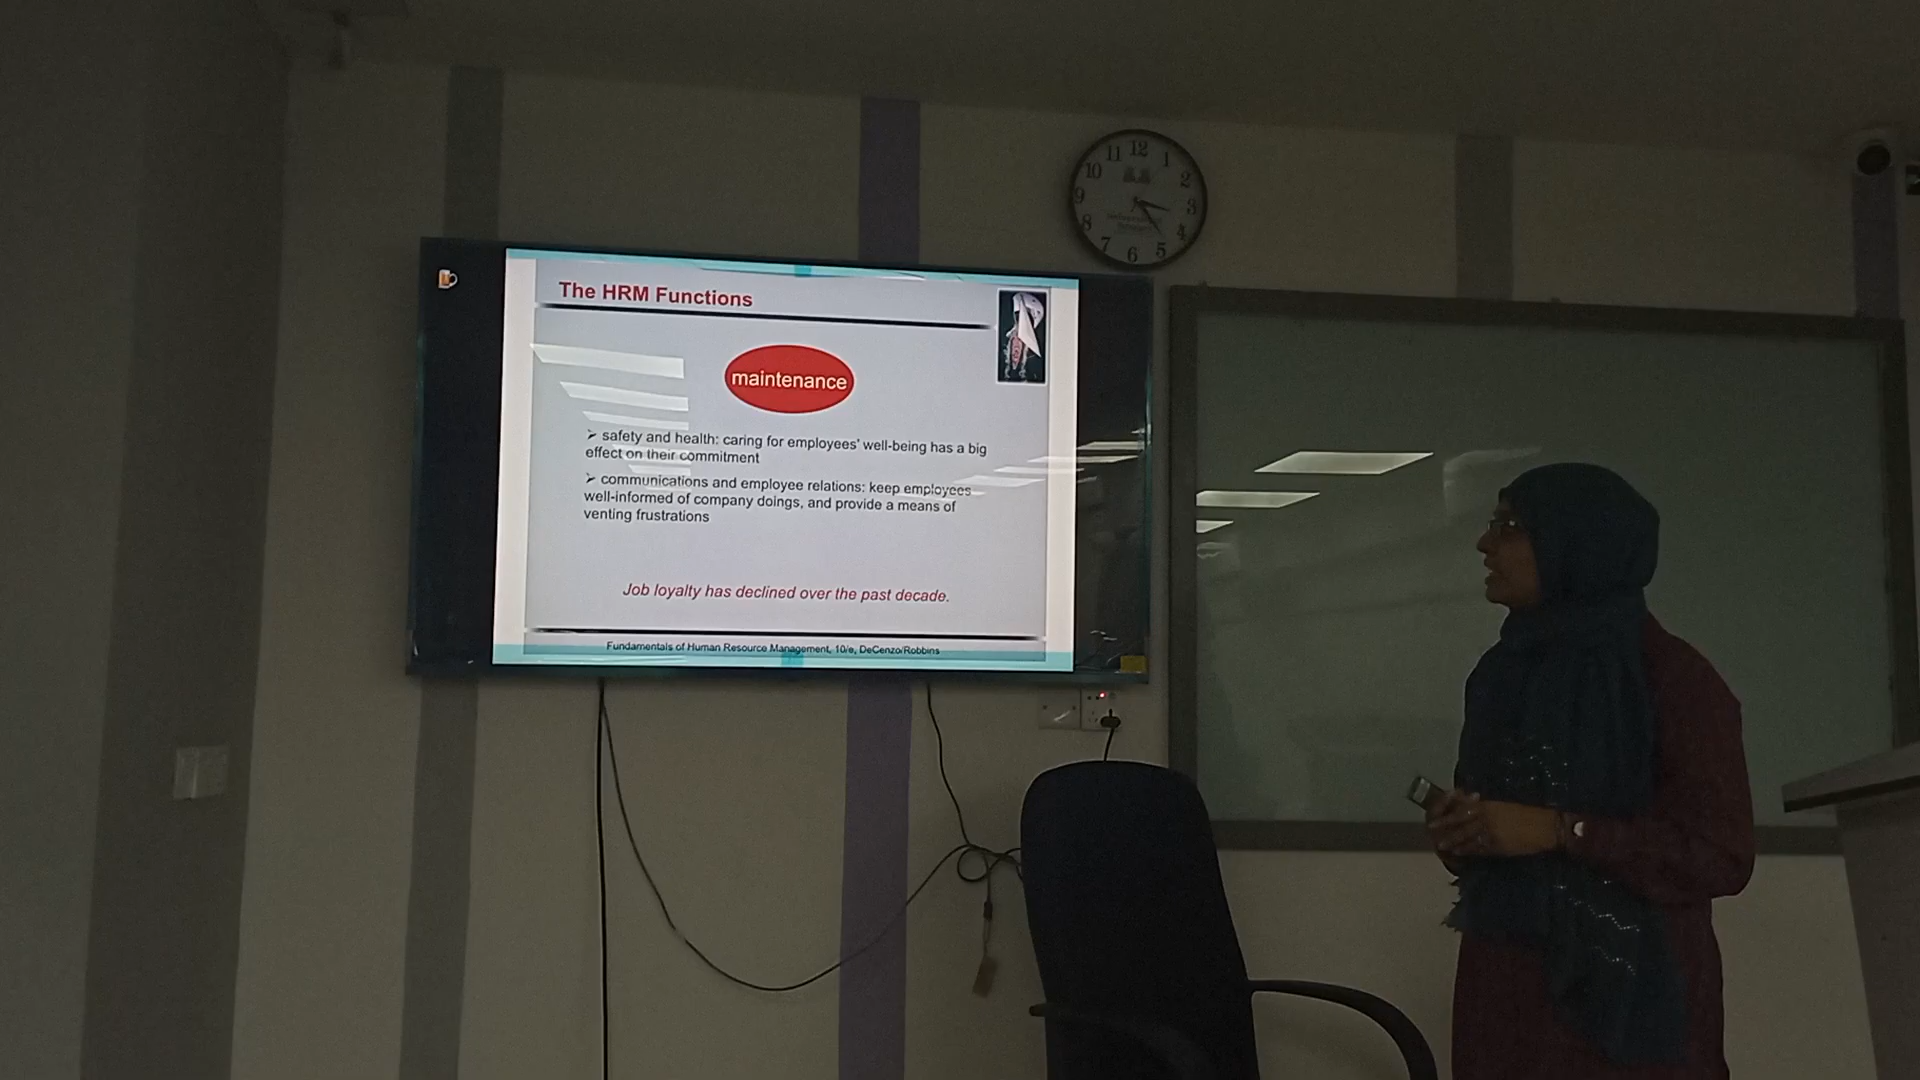 12
11
1
10
2
9
3
8
4
7
5
6
The HRM Functions
maintenance
➢ safety and health: caring for employees' well-being has a big
effect on their commitment
➢ communications and employee relations: keep employees
well-informed of company doings, and provide a means of
venting frustrations
Job loyalty has declined over the past decade.
Fundamentals of Human Resource Management, 10/e, DeCenzo/Robbins